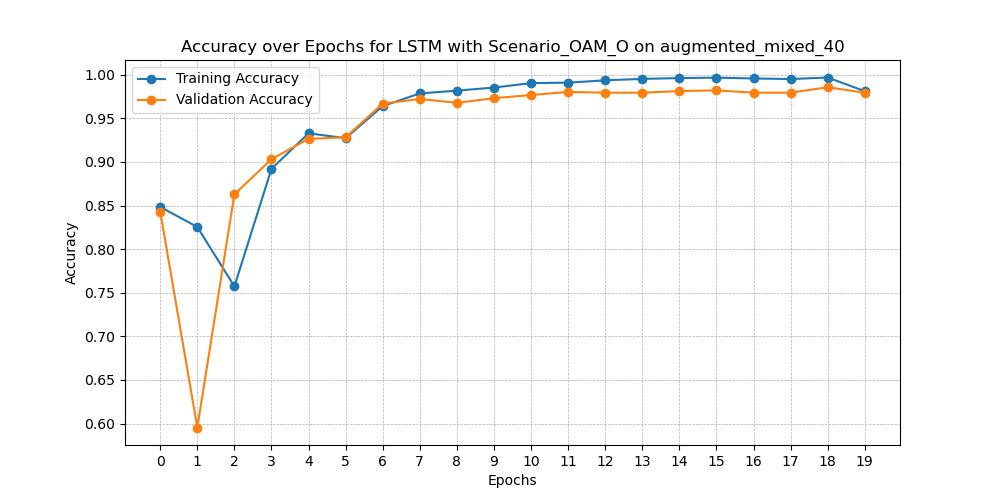 Accuracy over Epochs for LSTM with Scenario_OAM_O on augmented_mixed_40
Training Accuracy
Validation Accuracy
Accuracy
1.00
0.95
0.90
0.85
0.80
0.75
0.70
0.65
0.60
0 1 2 3 4 5 6 7 8 9 10 11 12 13 14 15 16 17 18 19
Epochs